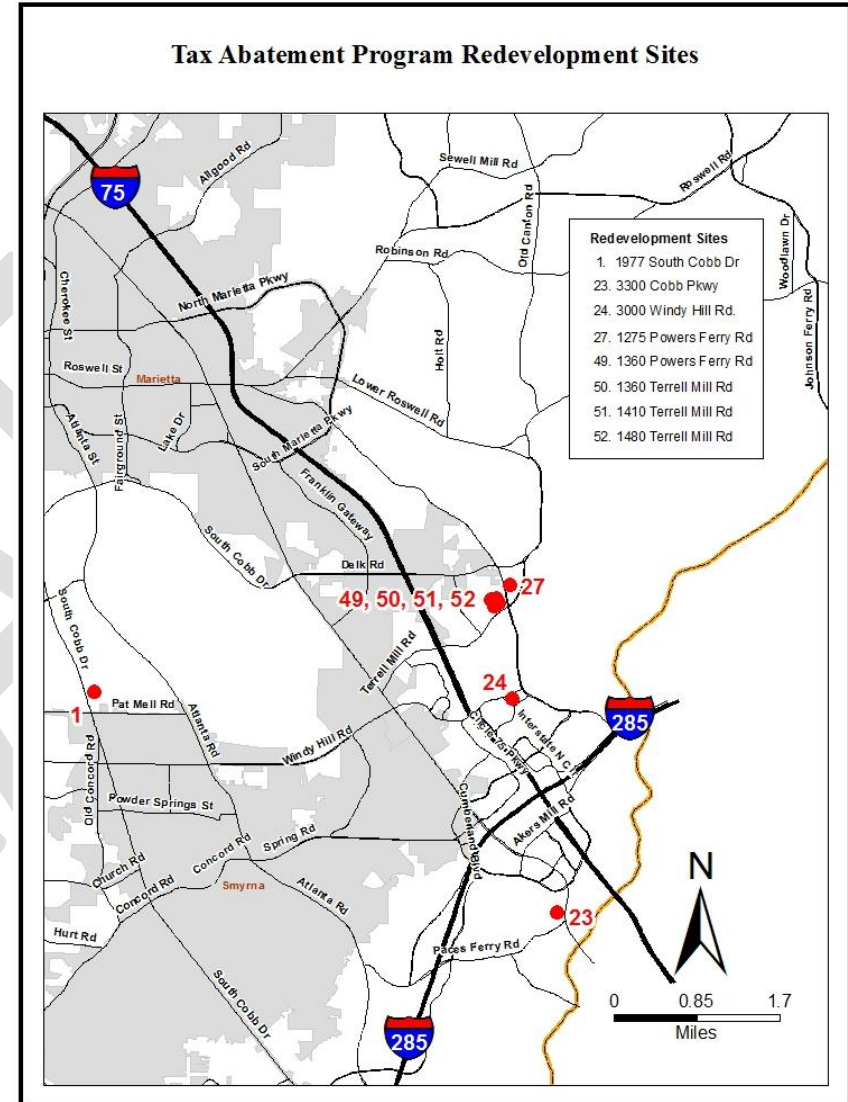 Tax Abatement Program Redevelopment Sites
Allgood Rd
Sewell Mill Rd
Roswell Rd
75
Old Canton Rd
Redevelopment Sites
1. 1977 South Cobb Dr
23. 3300 Cobb Pkwy
24. 3000 Windy Hill Rd.
27. 1275 Powers Ferry Rd
49. 1360 Powers Ferry Rd
50. 1360 Terrell Mill Rd
51. 1410 Terrell Mill Rd
52. 1480 Terrell Mill Rd
Woodlawn Dr
Robinson Rd
Cherokee St
North Marietta Pkwy
Holt Rd
Johnson Ferry Rd
Roswell St
Marietta
Lower Roswell Rd
Atlanta St
Fairground St
Lake Dr
South Marietta Pkwy
Franklin Gateway
South Cobb Dr
Delk Rd
27
49, 50, 51, 52
South Cobb Dr
Terrell Mill Rd
24
1
Pat Mell Rd
Atlanta Rd
Circle 75 Pkwy
Interstate N Cir
285
Windy Hill Rd
Old Concord Rd
Powder Springs St
Cumberland Blvd
Akers Mill Rd
Concord Rd
Spring Rd
Church Rd
Concord Rd
Smyrna
Atlanta Rd
N
23
Hurt Rd
Paces Ferry Rd
South Cobb Dr
0 0.85 1.7
Miles
285